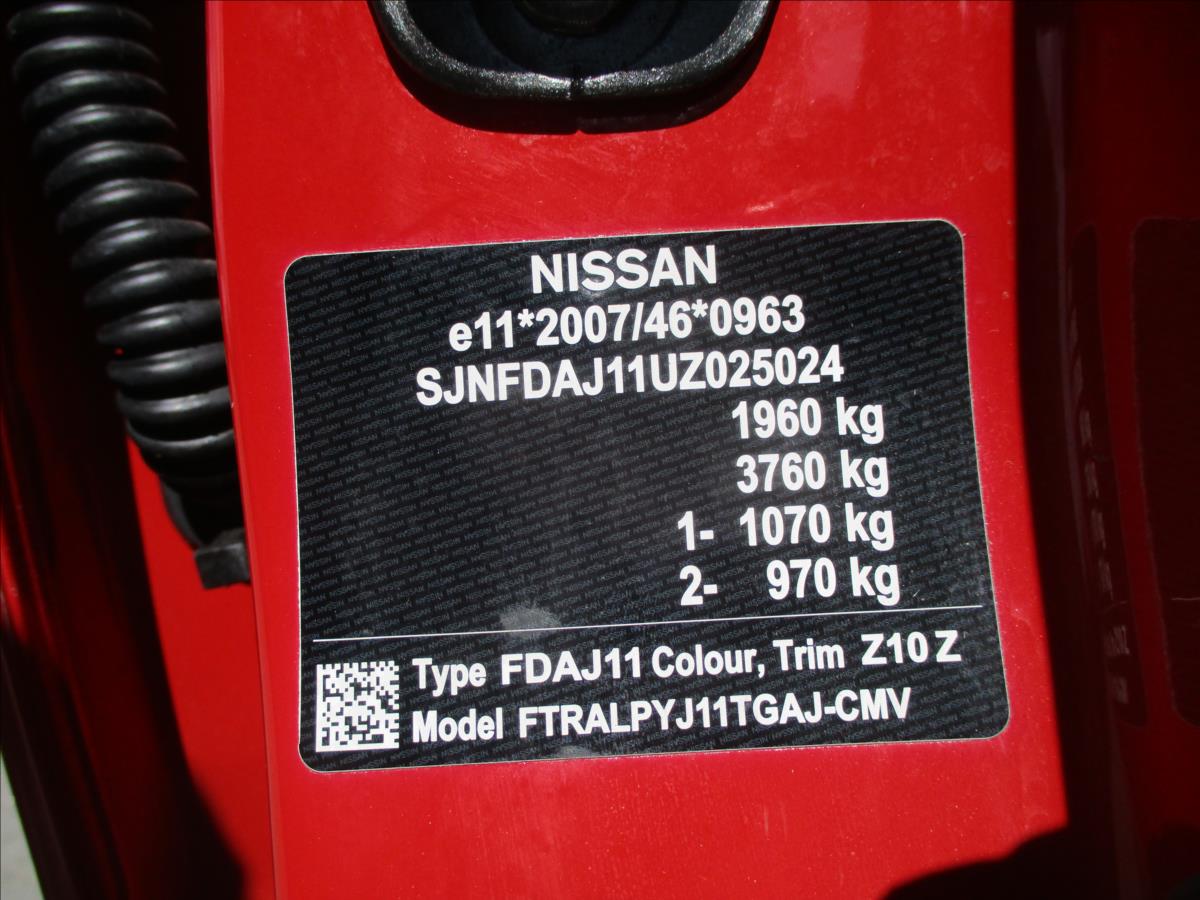 NISSAN
e11*2007/46*0963
SJNFDAJ11UZ025024
1960 kg
3760 kg
1- 1070 kg
2- 970 kg
Type FDAJ11 Colour, Trim Z10 Z
Model FTRALPYJ11TGAJ-CMV